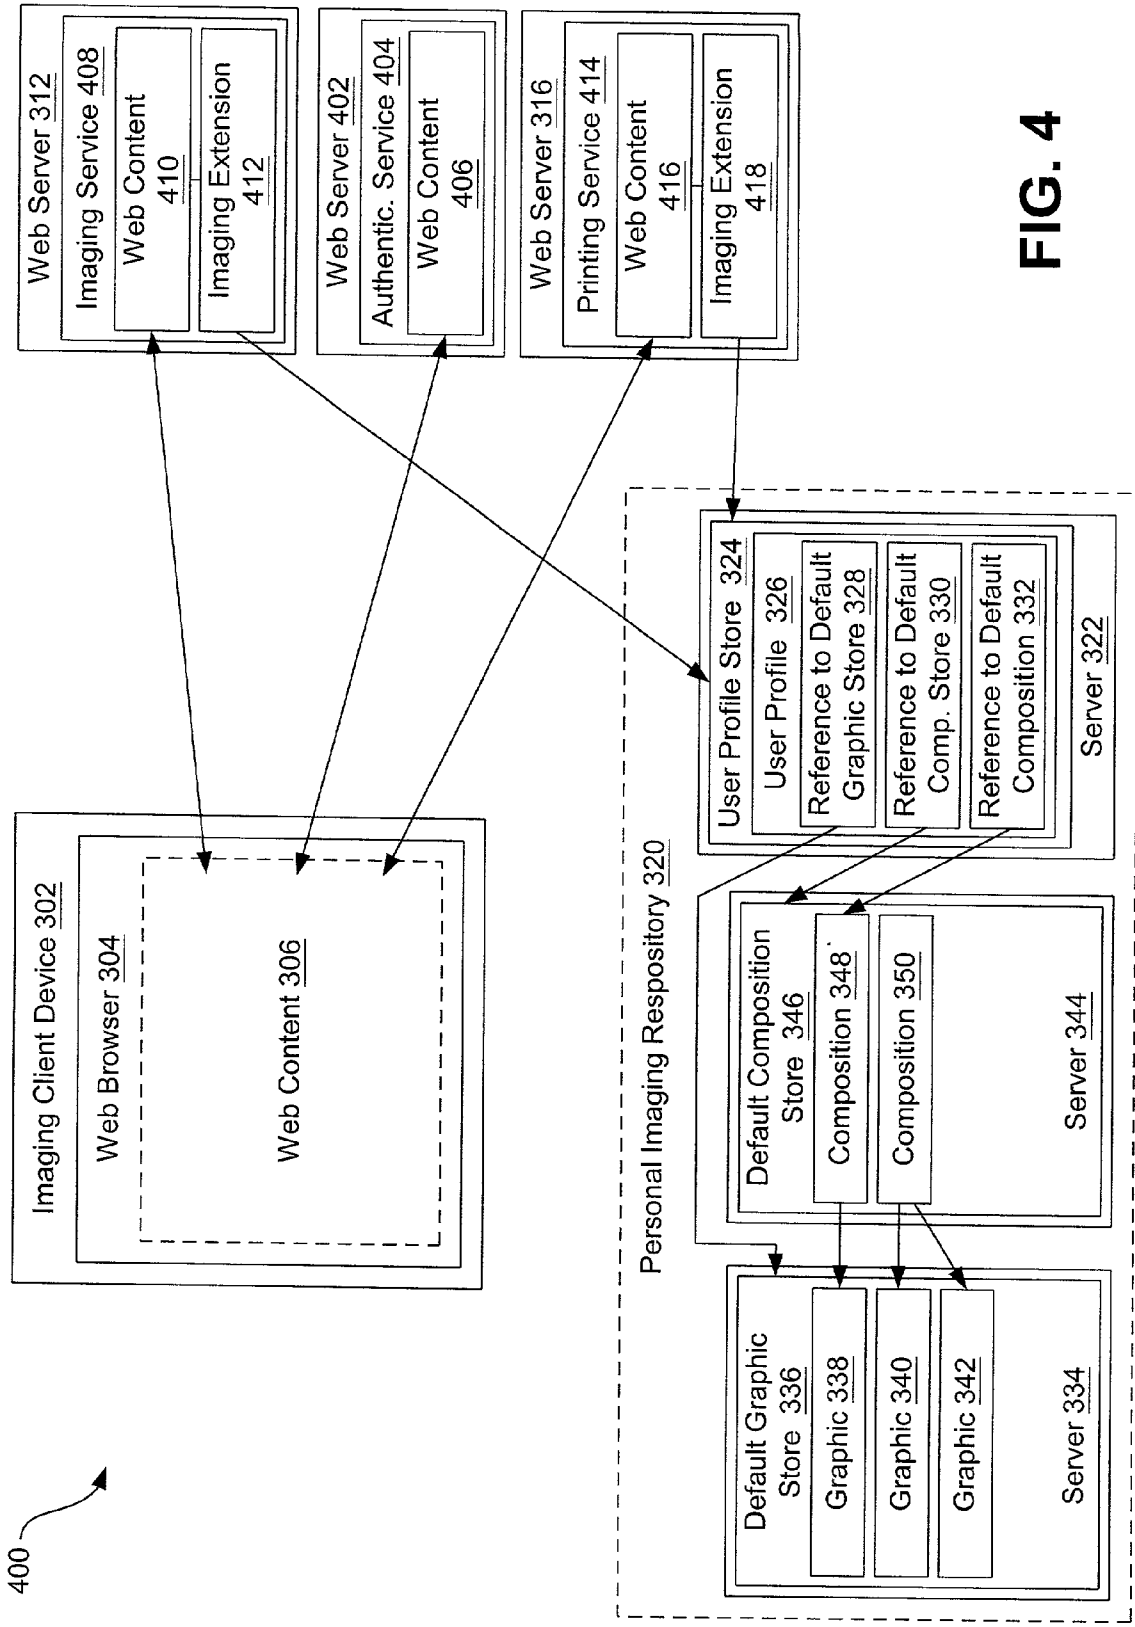 400
Imaging Client Device 302
Web Browser 304
Web Content 306
Web Server 312
Imaging Service 408
Web Content
410
Imaging Extension
412
Web Server 402
Authentic. Service 404
Web Content
406
Web Server 316
Printing Service 414
Web Content
416
Imaging Extension
418
Personal Imaging Respository 320
Default Graphic
Store 336
Graphic 338
Graphic 340
Graphic 342
Server 334
Default Composition
Store 346
Composition 348
Composition 350
Server 344
User Profile Store 324
User Profile 326
Reference to Default
Graphic Store 328
Reference to Default
Comp. Store 330
Reference to Default
Composition 332
Server 322
FIG. 4